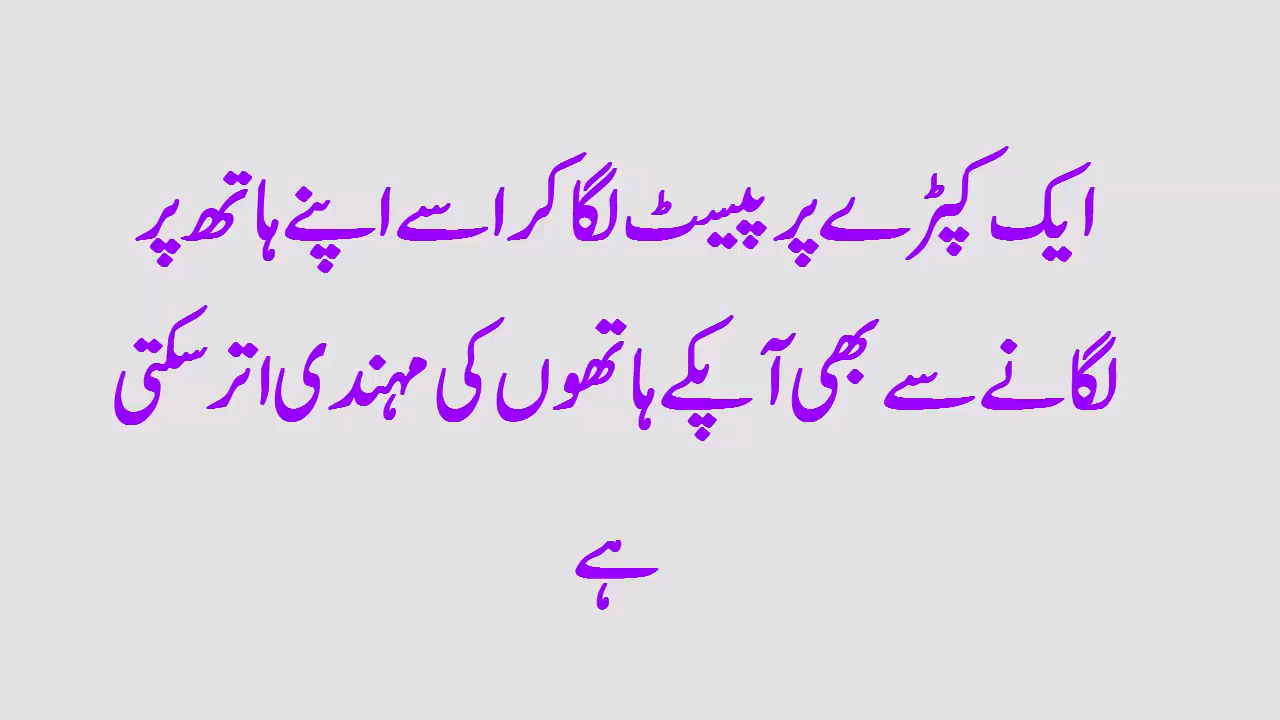 ایک کپڑے پر پیسٹ لگا کر اسے اپنے ہاتھ پر
لگانے سے بھی آپکے ہاتھوں کی مہندی اتر سکتی
ہے